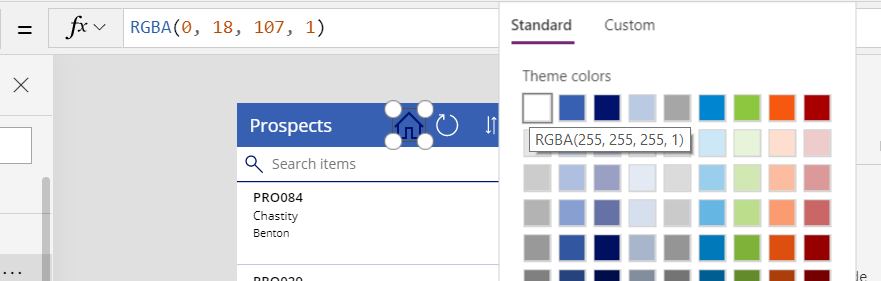 = fx RGBA(0, 18, 107, 1)
Standard Custom
Theme colors
RGBA(255, 255, 255, 1)
Prospects
Search items
PRO084
Chastity
Benton
...